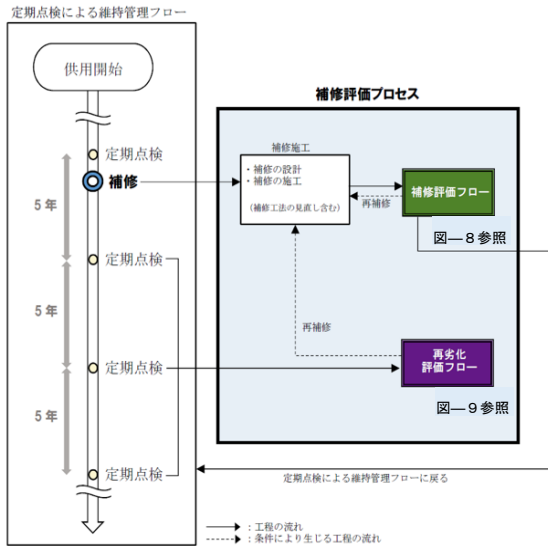 定期点検による維持管理フロー
供用開始
定期点検
補修
5年
定期点検
5年
定期点検
5年
定期点検
補修評価プロセス
補修施工
・補修の設計
・補修の施工
(補修工法の見直し含む)
補修評価フロー
再補修
図―8参照
再補修
再劣化
評価フロー
図―9参照
定期点検による維持管理フローに戻る
：工程の流れ
：条件により生じる工程の流れ